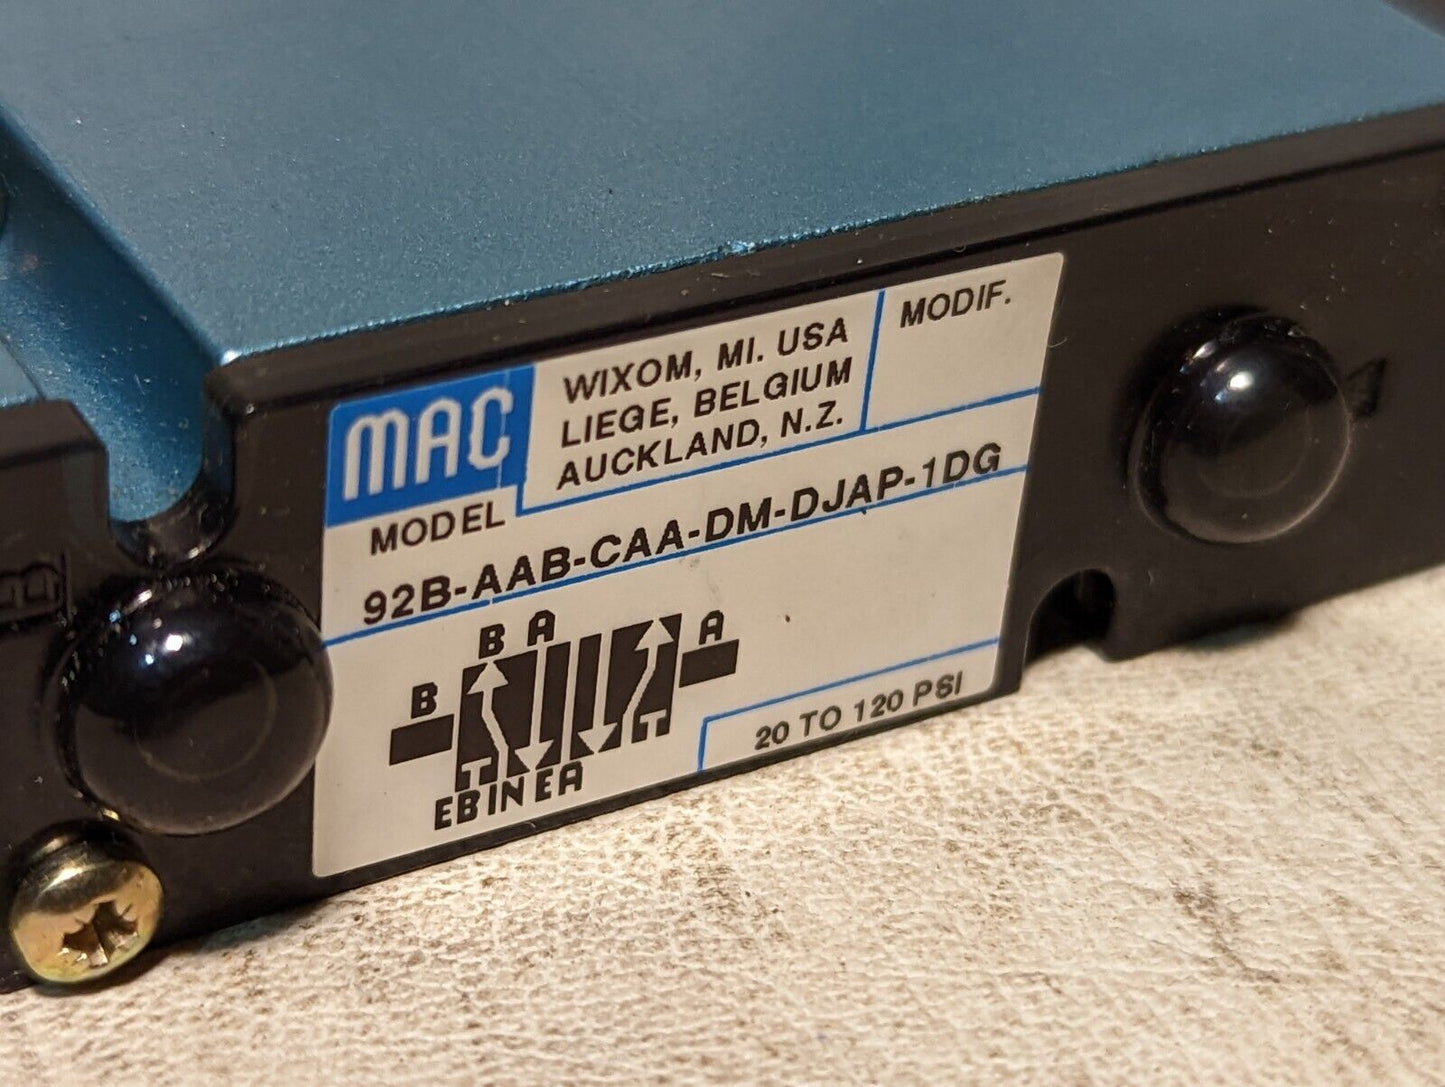 MAC
WIXOM, MI. USA
LIEGE, BELGIUM
AUCKLAND, N.Z.
MODIF.
MODEL
92B-AAB-CAA-DM-DJAP-1DG
B A
B
A
EB IN EA
20 TO 120 PSI
B